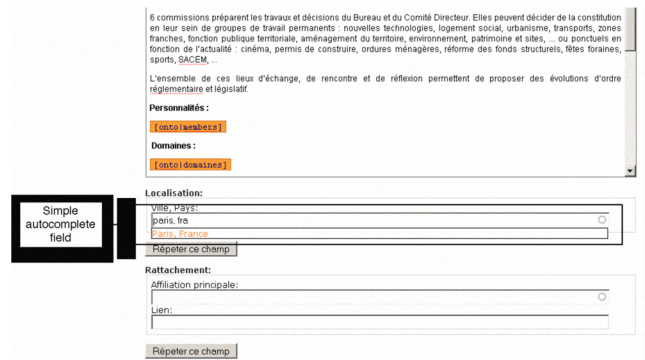 6 commissions préparent les travaux et décisions du Bureau et du Comité Directeur. Elles peuvent décider de la constitution
en leur sein de groupes de travail permanents : nouvelles technologies, logement social, urbanisme, transports, zones
franches, fonction publique territoriale, aménagement du territoire, environnement, patrimoine et sites, ... ou ponctuels en
fonction de l'actualité : cinéma, permis de construire, ordures ménagères, réforme des fonds structurels, fêtes foraines,
sports, SACEM, ...
L'ensemble de ces lieux d'échange, de rencontre et de réflexion permettent de proposer des évolutions d'ordre
réglementaire et législatif.
Personnalités :
[onto|members]
Domaines :
[onto|domaines]
Localisation:
Ville, Pays:
paris, fra
Paris, France
Simple
autocomplete
field
Répeter ce champ
Rattachement:
Affiliation principale:
Lien:
Répeter ce champ